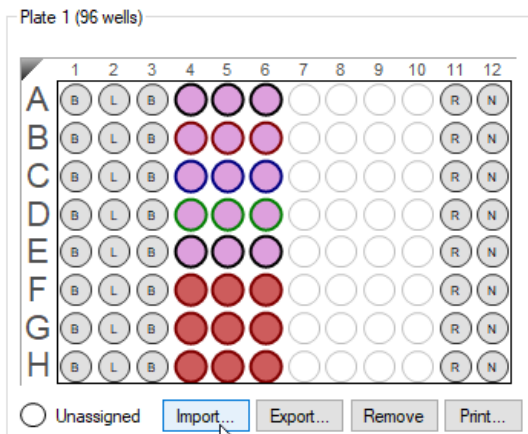 Plate 1 (96 wells)
1 2 3 4 5 6 7 8 9 10 11 12
A B L B R N
B B L B R N
C B L B R N
D B L B R N
E B L B R N
F B L B R N
G B L B R N
H B L B R N
Unassigned Import... Export... Remove Print...